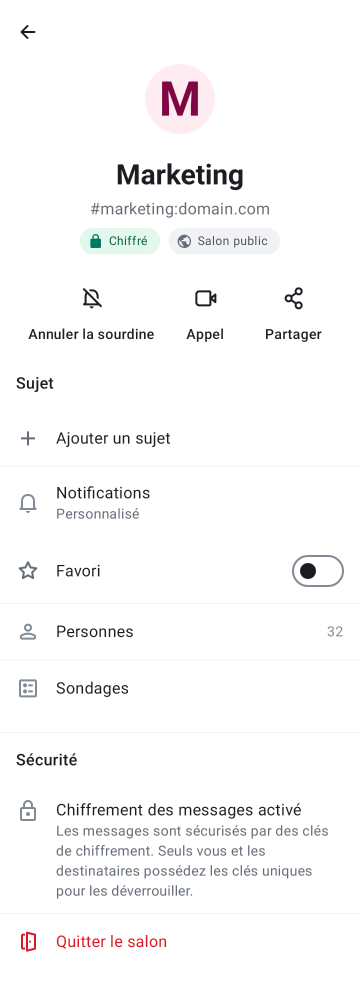 M
Marketing
#marketing:domain.com
Chiffré
Salon public
Annuler la sourdine
Appel
Partager
Sujet
Ajouter un sujet
Notifications
Personnalisé
Favori
Personnes
32
Sondages
Sécurité
Chiffrement des messages activé
Les messages sont sécurisés par des clés
de chiffrement. Seuls vous et les
destinataires possédez les clés uniques
pour les déverrouiller.
Quitter le salon